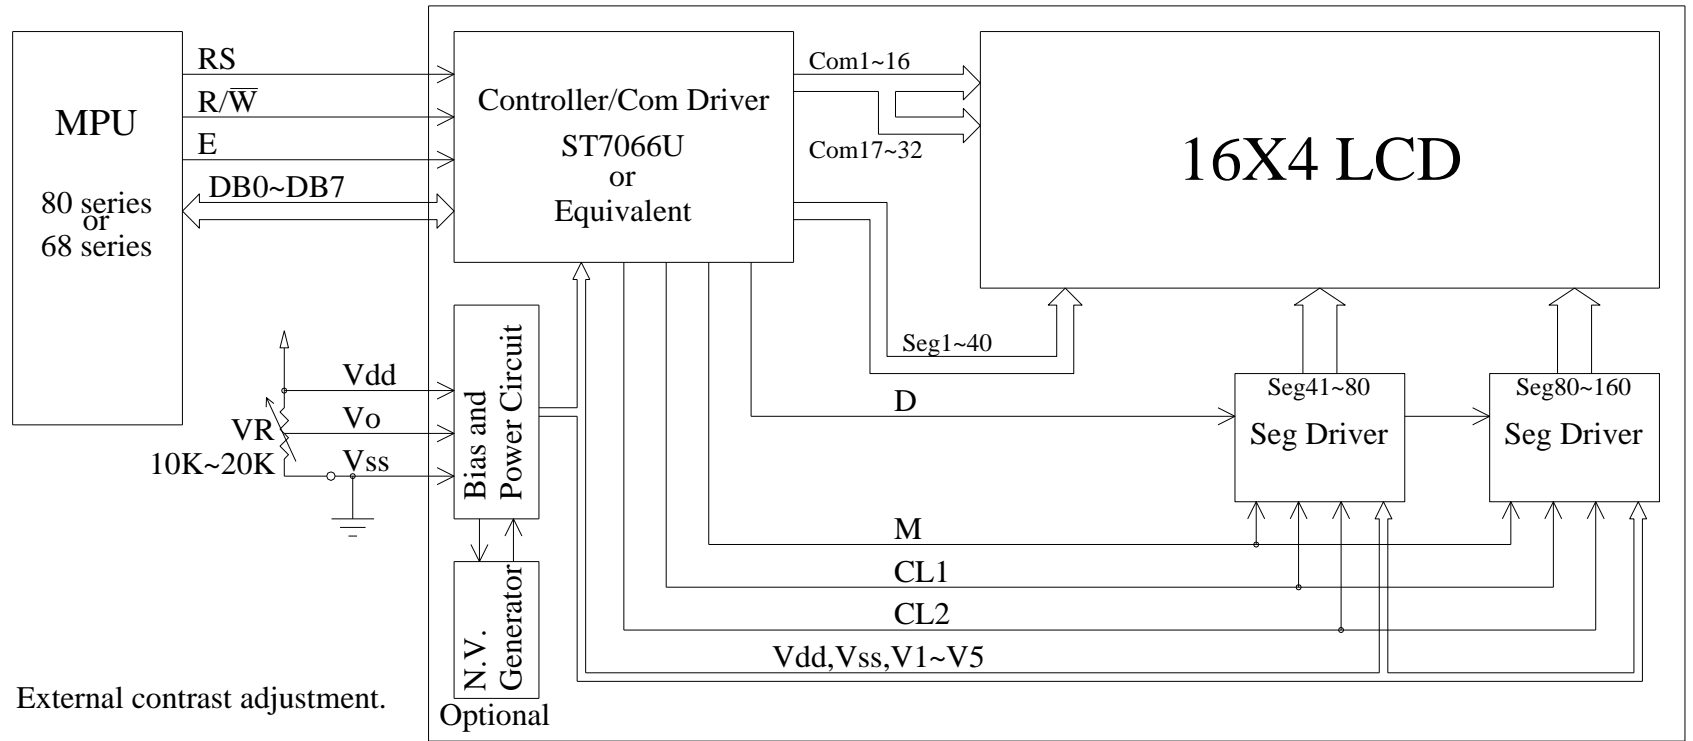 MPU
80 series
or
68 series
RS
R/W̅
E
DB0~DB7
Controller/Com Driver
ST7066U
or
Equivalent
Com1~16
Com17~32
16X4 LCD
Seg1~40
Vdd
Vo
Vss
VR
10K~20K
Bias and
Power Circuit
D
Seg41~80
Seg Driver
Seg80~160
Seg Driver
M
CL1
CL2
Vdd,Vss,V1~V5
N.V.
Generator
Optional
External contrast adjustment.